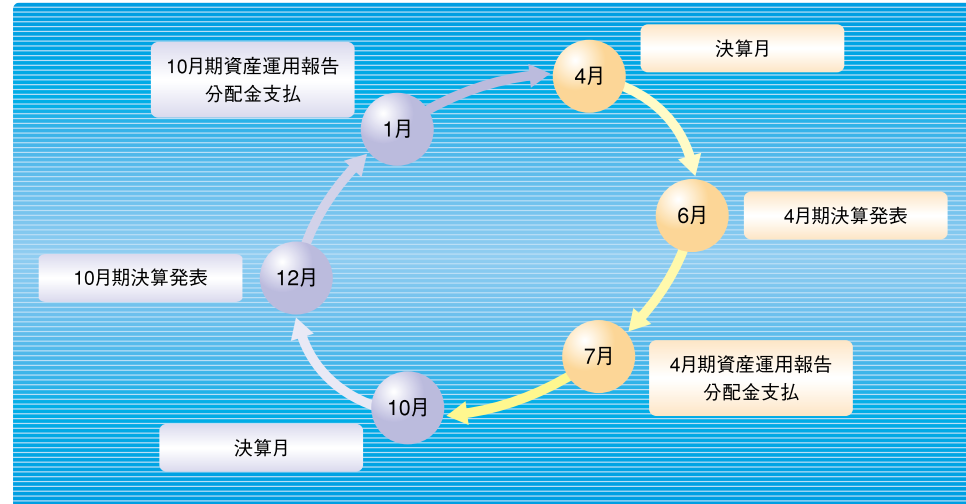 決算月
4月
10月期資産運用報告
分配金支払
1月
6月
4月期決算発表
12月
10月期決算発表
7月
4月期資産運用報告
分配金支払
10月
決算月